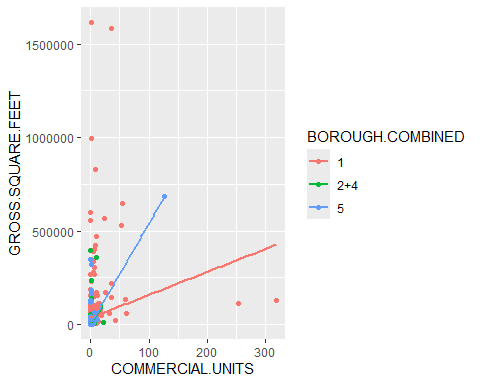 1500000
1000000
500000
0
GROSS.SQUARE.FEET
0 100 200 300
COMMERCIAL.UNITS
BOROUGH.COMBINED
1
2+4
5